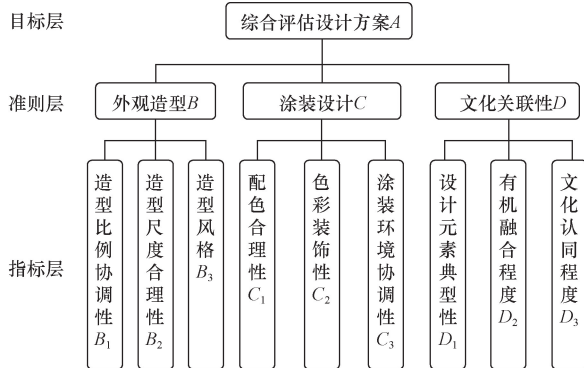 目标层
综合评估设计方案A
准则层
外观造型B
涂装设计C
文化关联性D
指标层
造型比例协调性B₁
造型尺度合理性B₂
造型风格B₃
配色合理性C₁
色彩装饰性C₂
涂装环境协调性C₃
设计元素典型性D₁
有机融合程度D₂
文化认同程度D₃